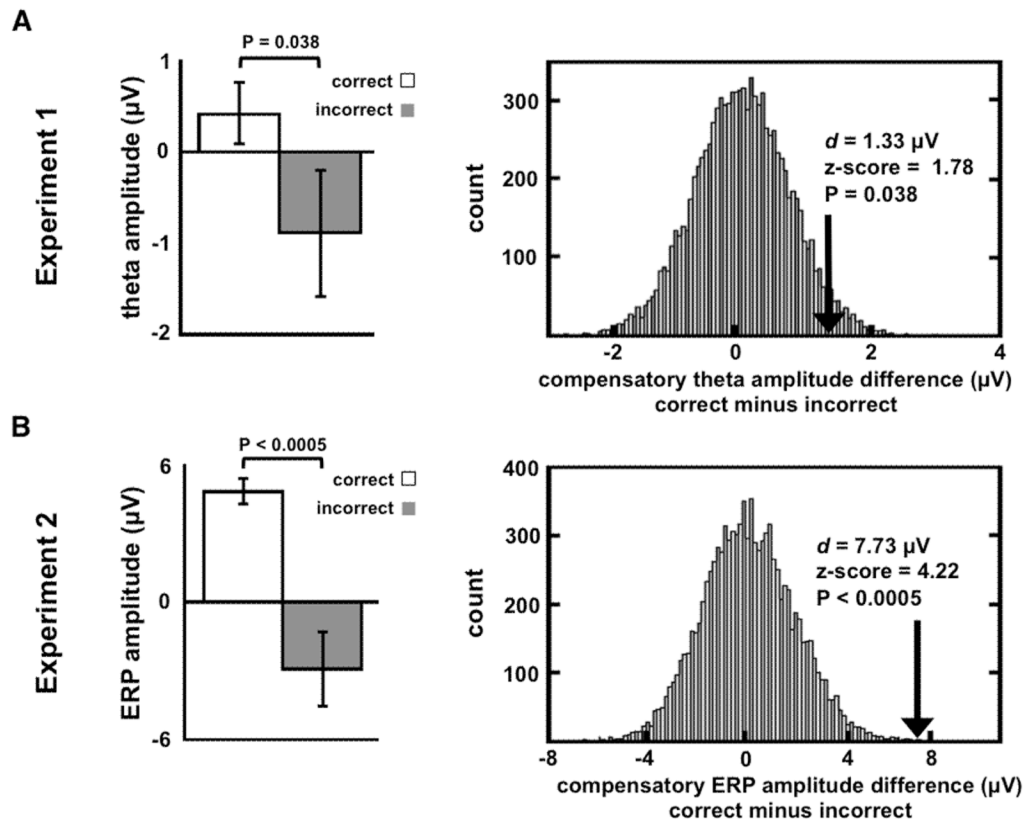 A
Experiment 1
theta amplitude (µV)
1
0
-1
-2
P = 0.038
correct
incorrect
count
300
200
100
d = 1.33 µV
z-score = 1.78
P = 0.038
-2
0
2
4
compensatory theta amplitude difference (µV)
correct minus incorrect
B
Experiment 2
ERP amplitude (µV)
6
0
-6
P < 0.0005
correct
incorrect
count
400
300
200
100
d = 7.73 µV
z-score = 4.22
P < 0.0005
-8
-4
0
4
8
compensatory ERP amplitude difference (µV)
correct minus incorrect